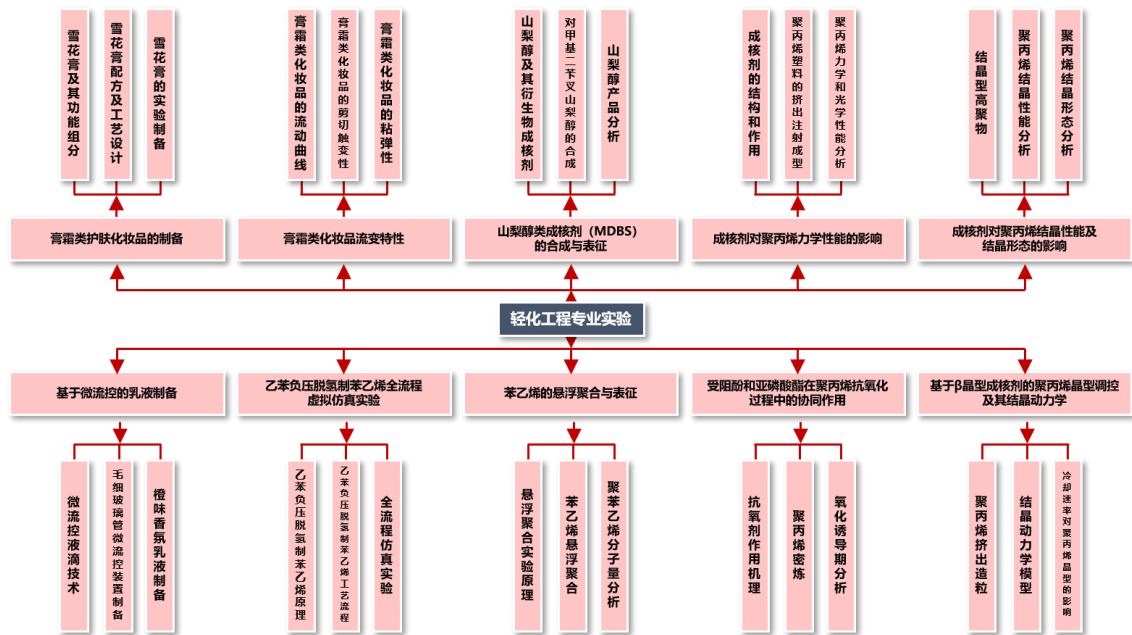 雪花膏及其功能组分
雪花膏配方及工艺设计
雪花膏的实验制备
膏霜类化妆品的流动曲线
膏霜类化妆品的剪切触变性
膏霜类化妆品的粘弹性
山梨醇及其衍生物成核剂
对甲基二苄叉山梨醇的合成
山梨醇产品分析
成核剂的结构和作用
聚丙烯塑料的挤出注射成型
聚丙烯力学和光学性能分析
结晶型高聚物
聚丙烯结晶性能分析
聚丙烯结晶形态分析
膏霜类护肤化妆品的制备
膏霜类化妆品流变特性
山梨醇类成核剂（MDBS）
的合成与表征
成核剂对聚丙烯力学性能的影响
成核剂对聚丙烯结晶性能及
结晶形态的影响
轻化工程专业实验
基于微流控的乳液制备
乙苯负压脱氢制苯乙烯全流程
虚拟仿真实验
苯乙烯的悬浮聚合与表征
受阻酚和亚磷酸酯在聚丙烯抗氧化
过程中的协同作用
基于β晶型成核剂的聚丙烯晶型调控
及其结晶动力学
微流控液滴技术
毛细玻璃管微流控装置制备
橙味香氛乳液制备
乙苯负压脱氢制苯乙烯原理
乙苯负压脱氢制苯乙烯工艺流程
全流程仿真实验
悬浮聚合实验原理
苯乙烯悬浮聚合
聚苯乙烯分子量分析
抗氧剂作用机理
聚丙烯密炼
氧化诱导期分析
聚丙烯挤出造粒
结晶动力学模型
冷却速率对聚丙烯晶型的影响